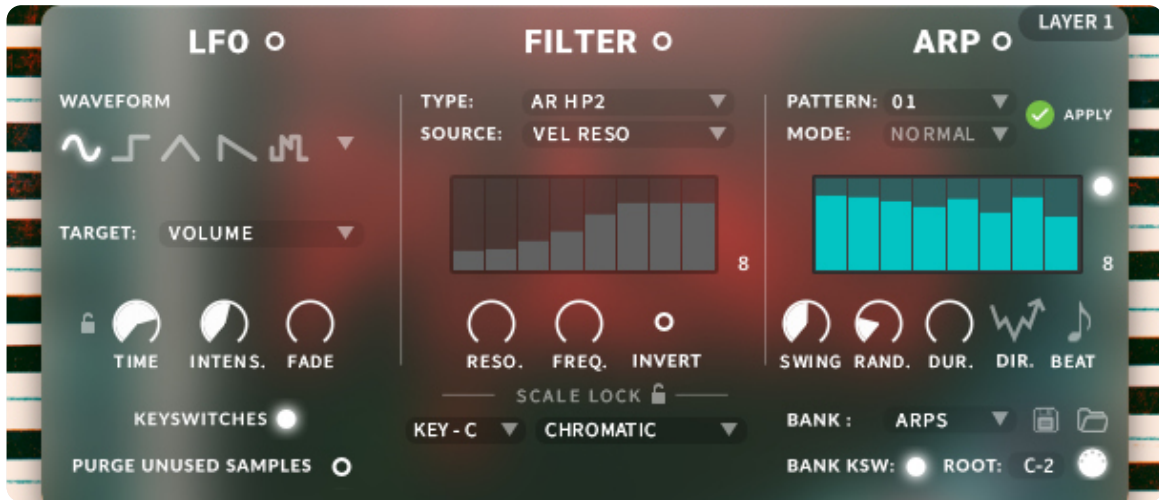 LAYER 1
LFO
FILTER
ARP
WAVEFORM
TYPE: AR HP2
SOURCE: VEL RESO
PATTERN: 01
APPLY
MODE: NORMAL
TARGET: VOLUME
8
8
TIME INTENS. FADE
RESO. FREQ. INVERT
SWING RAND. DUR. DIR. BEAT
SCALE LOCK
KEY - C CHROMATIC
KEYSWITCHES
PURGE UNUSED SAMPLES
BANK : ARPS
BANK KSW: ROOT: C-2